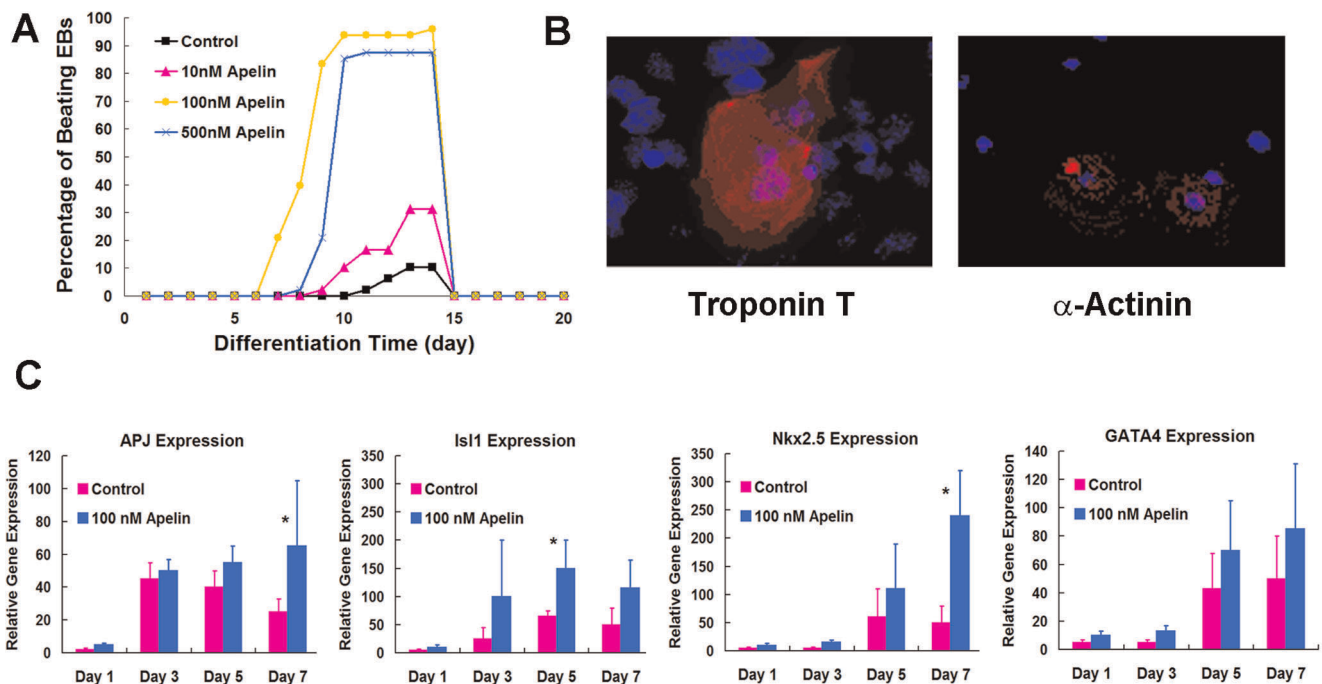 A
Percentage of Beating EBs
100
90
80
70
60
50
40
30
20
10
0
Control
10nM Apelin
100nM Apelin
500nM Apelin
0 5 10 15 20
Differentiation Time (day)
B
Troponin T
α-Actinin
C
APJ Expression
Relative Gene Expression
120
100
80
60
40
20
0
Control
100 nM Apelin
*
Day 1 Day 3 Day 5 Day 7
Isl1 Expression
Relative Gene Expression
350
300
250
200
150
100
50
0
Control
100 nM Apelin
*
Day 1 Day 3 Day 5 Day 7
Nkx2.5 Expression
Relative Gene Expression
350
300
250
200
150
100
50
0
Control
100 nM Apelin
*
Day 1 Day 3 Day 5 Day 7
GATA4 Expression
Relative Gene Expression
140
120
100
80
60
40
20
0
Control
100 nM Apelin
Day 1 Day 3 Day 5 Day 7